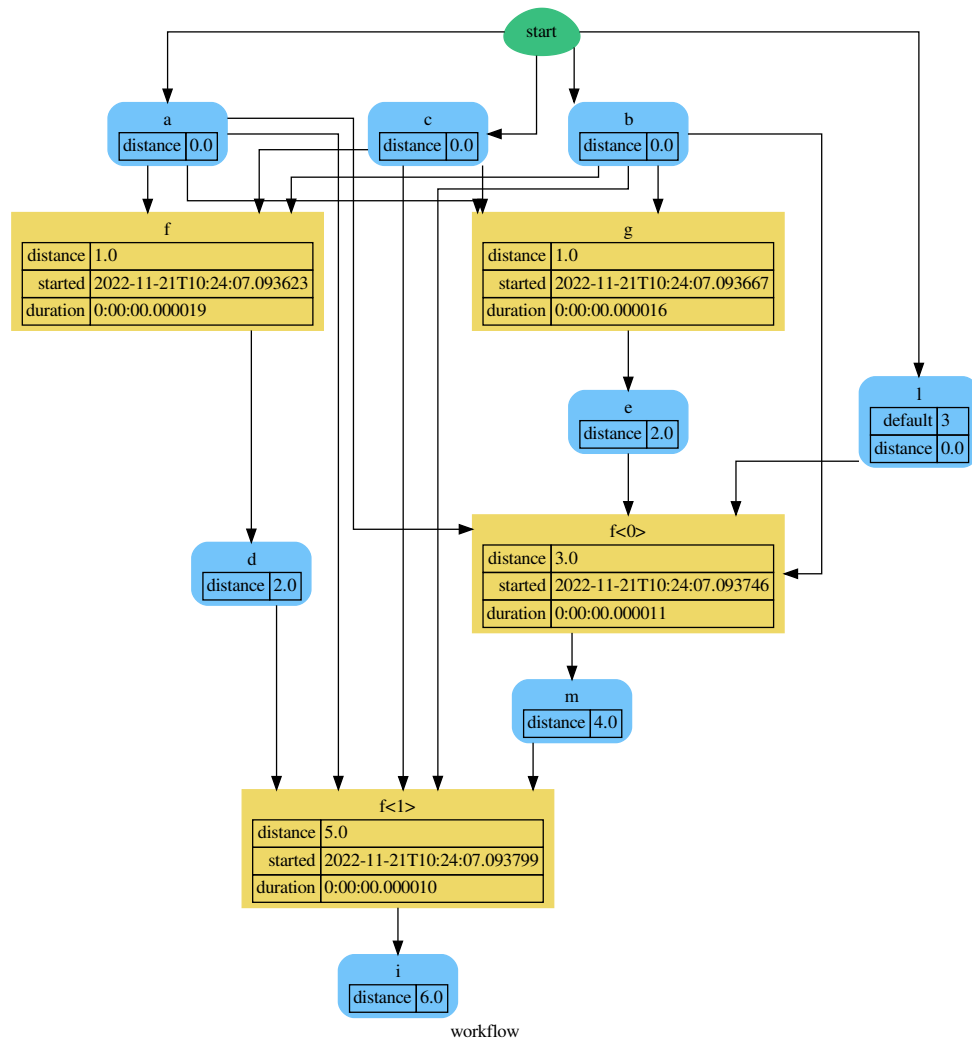 start
a
distance 0.0
c
distance 0.0
b
distance 0.0
f
distance 1.0
started 2022-11-21T10:24:07.093623
duration 0:00:00.000019
g
distance 1.0
started 2022-11-21T10:24:07.093667
duration 0:00:00.000016
l
default 3
distance 0.0
e
distance 2.0
f<0>
distance 3.0
started 2022-11-21T10:24:07.093746
duration 0:00:00.000011
d
distance 2.0
m
distance 4.0
f<1>
distance 5.0
started 2022-11-21T10:24:07.093799
duration 0:00:00.000010
i
distance 6.0
workflow